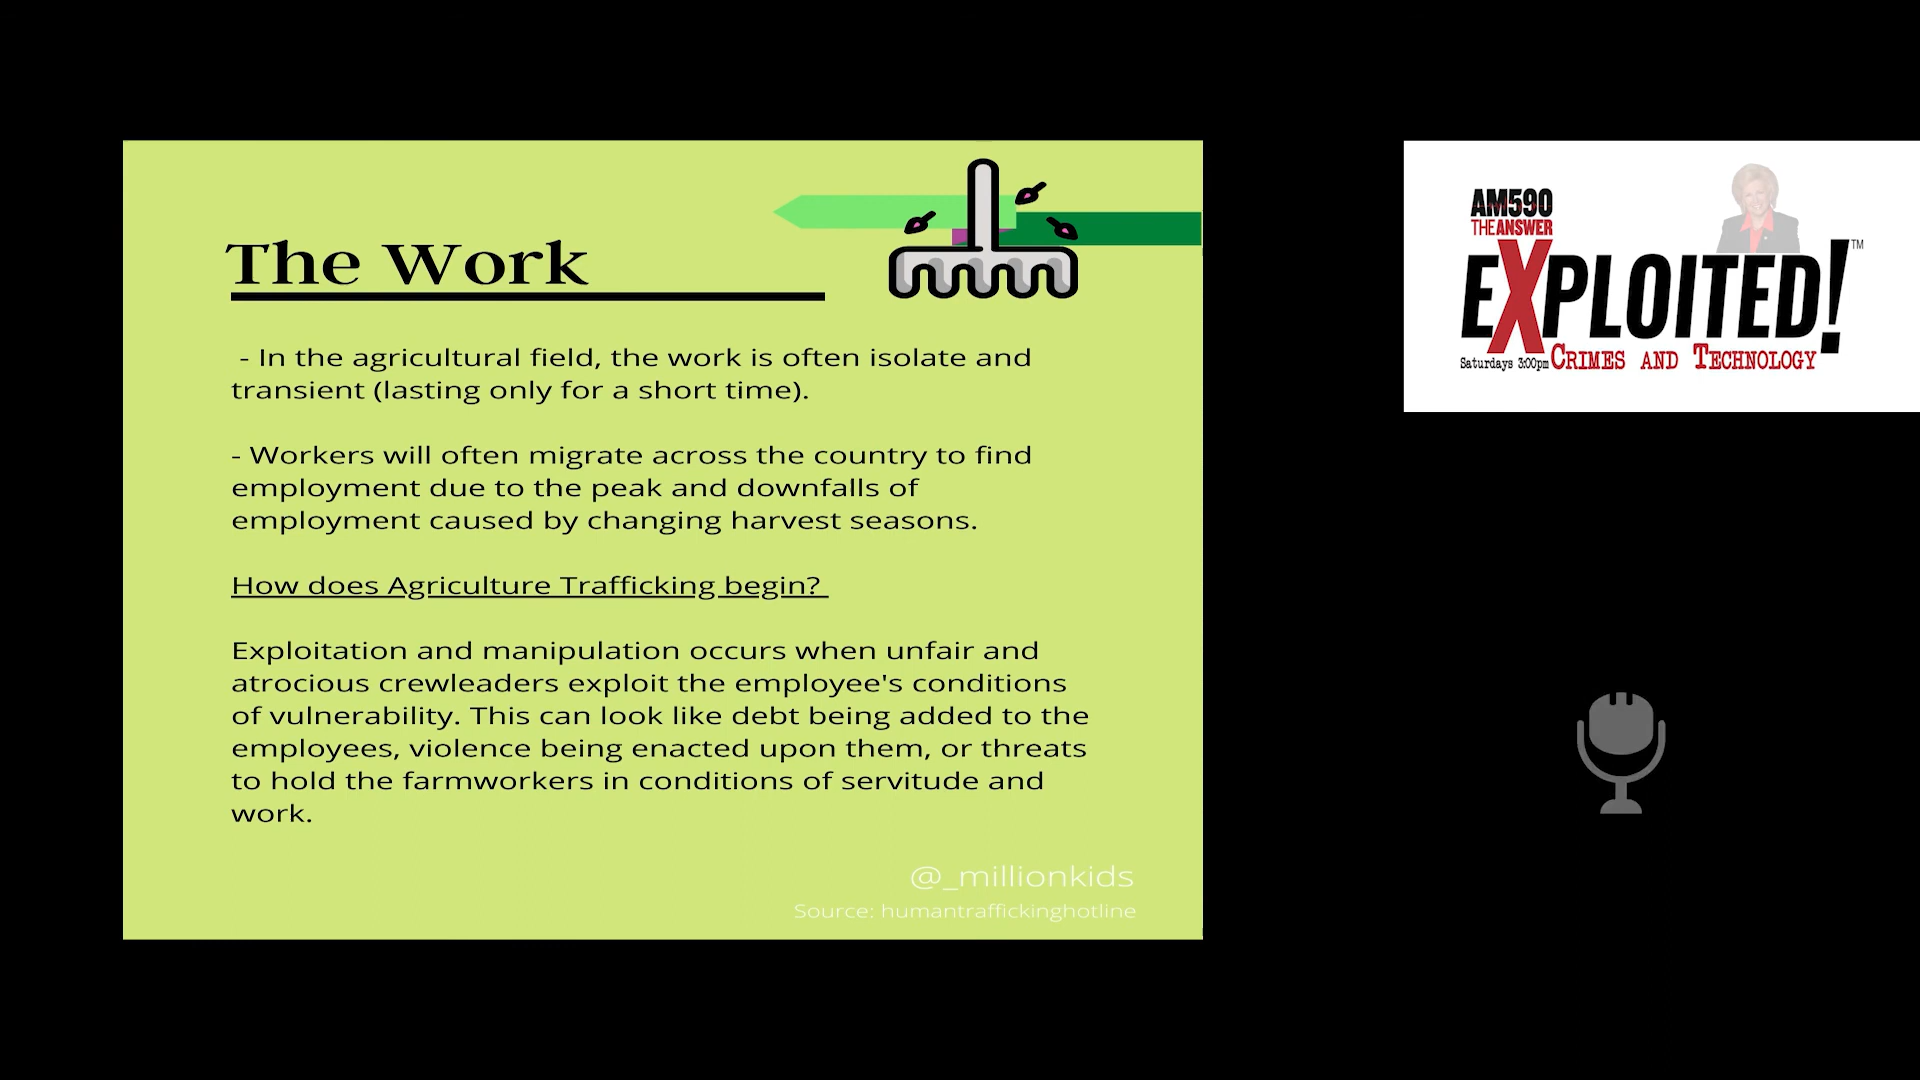 The Work
- In the agricultural field, the work is often isolate and
transient (lasting only for a short time).
- Workers will often migrate across the country to find
employment due to the peak and downfalls of
employment caused by changing harvest seasons.
How does Agriculture Trafficking begin?
Exploitation and manipulation occurs when unfair and
atrocious crewleaders exploit the employee's conditions
of vulnerability. This can look like debt being added to the
employees, violence being enacted upon them, or threats
to hold the farmworkers in conditions of servitude and
work.
@_millionkids
Source: humantraffickinghotline
AM590
THE ANSWER
EXPLOITED!™
Saturdays 3:00pm CRIMES AND TECHNOLOGY